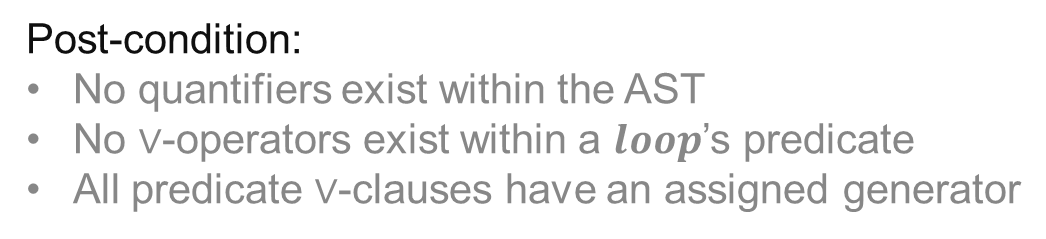 Post-condition:
• No quantifiers exist within the AST
• No ∨-operators exist within a loop's predicate
• All predicate ∨-clauses have an assigned generator